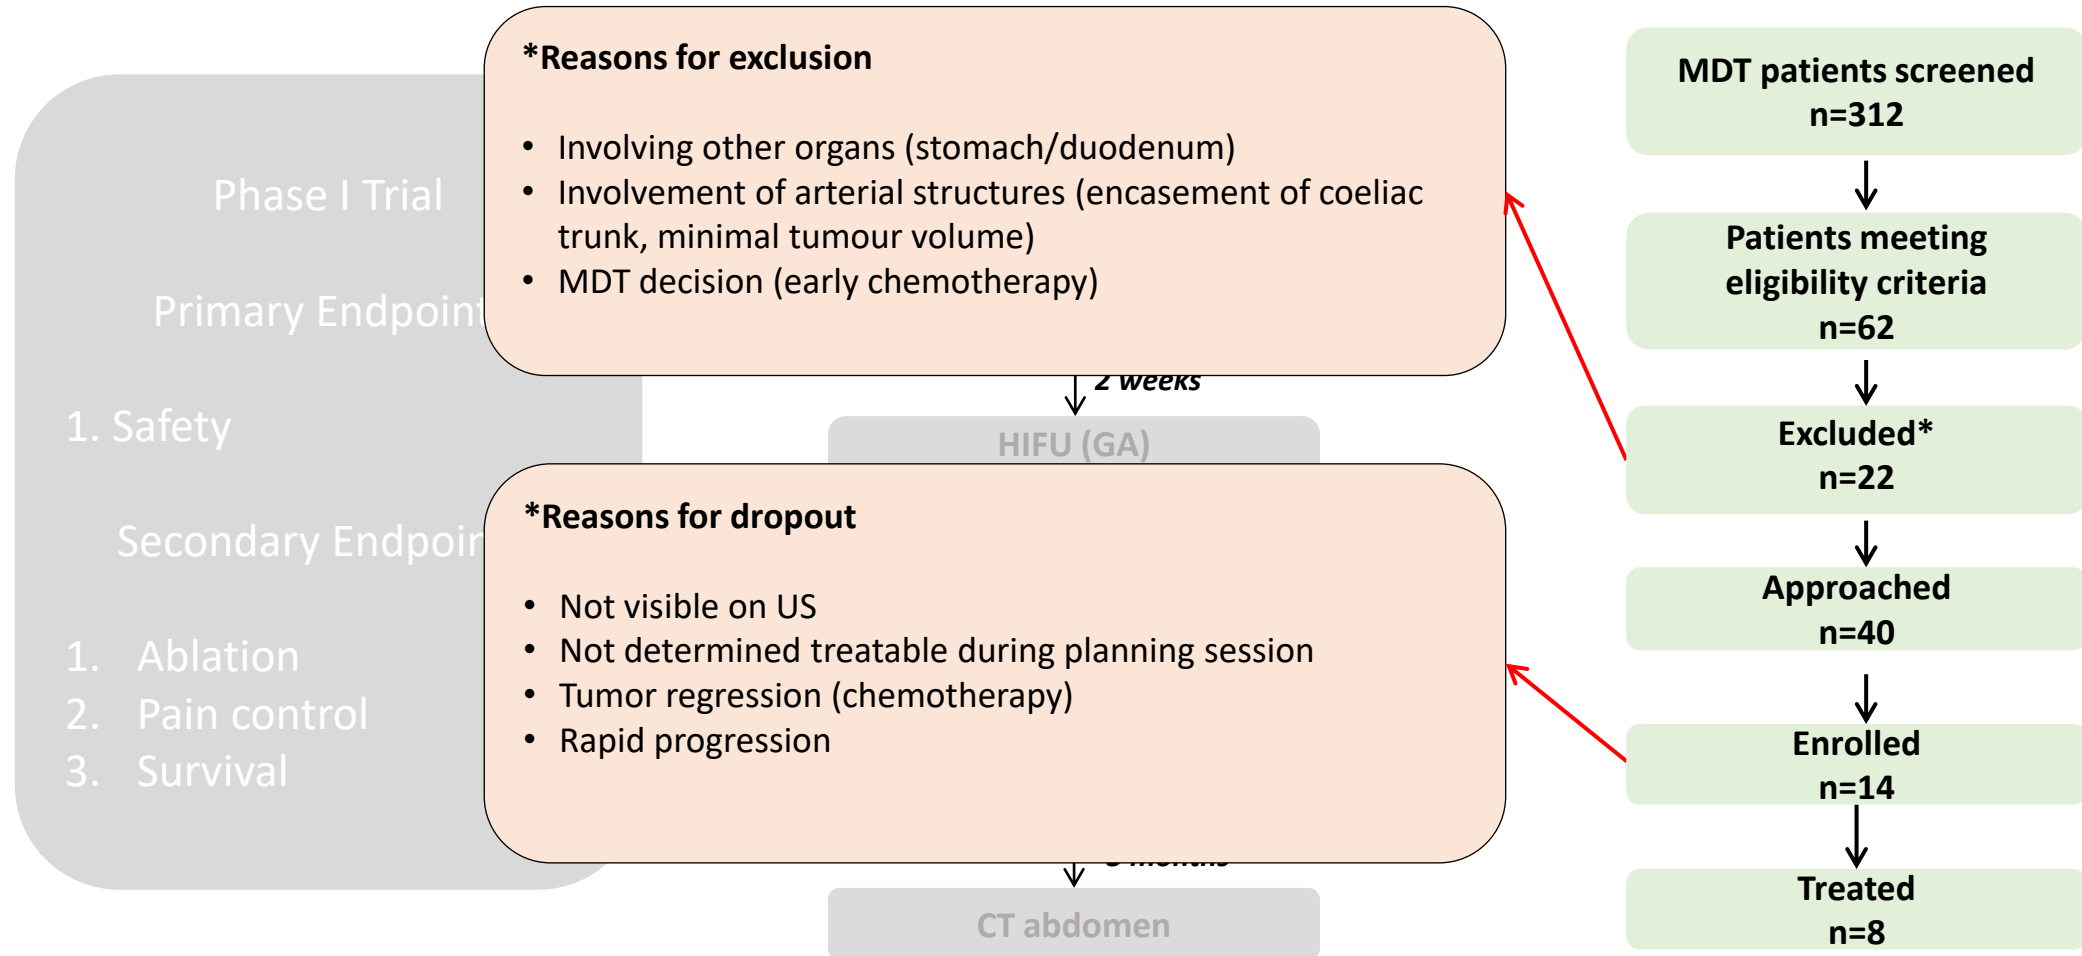 Phase I Trial
Primary Endpoint
1. Safety
Secondary Endpoin
1. Ablation
2. Pain control
3. Survival
*Reasons for exclusion
• Involving other organs (stomach/duodenum)
• Involvement of arterial structures (encasement of coeliac
trunk, minimal tumour volume)
• MDT decision (early chemotherapy)
2 weeks
HIFU (GA)
*Reasons for dropout
• Not visible on US
• Not determined treatable during planning session
• Tumor regression (chemotherapy)
• Rapid progression
months
CT abdomen
MDT patients screened
n=312
Patients meeting
eligibility criteria
n=62
Excluded*
n=22
Approached
n=40
Enrolled
n=14
Treated
n=8